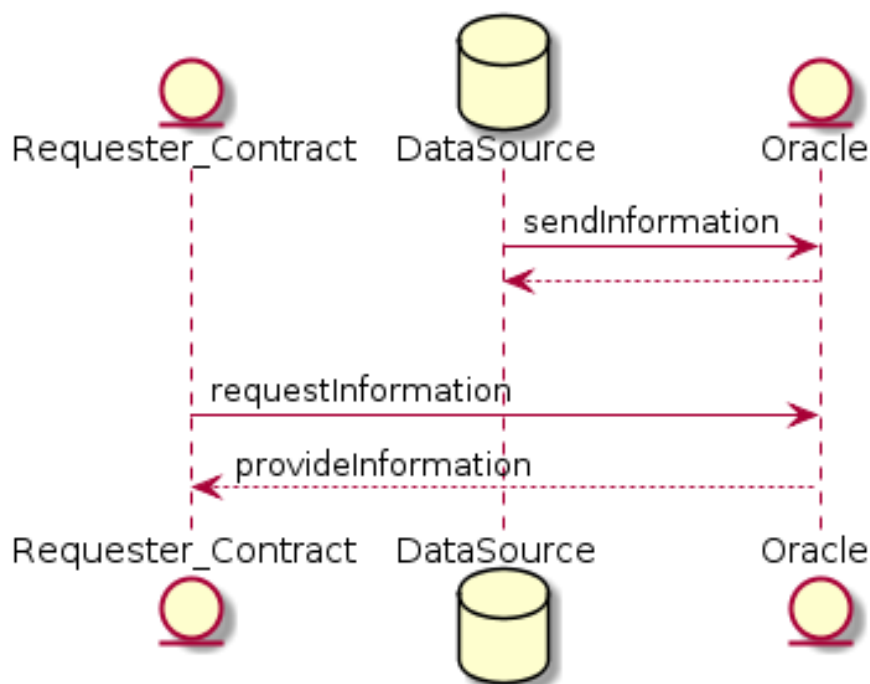 Requester_Contract DataSource Oracle
sendInformation
requestInformation
provideInformation
Requester_Contract DataSource Oracle